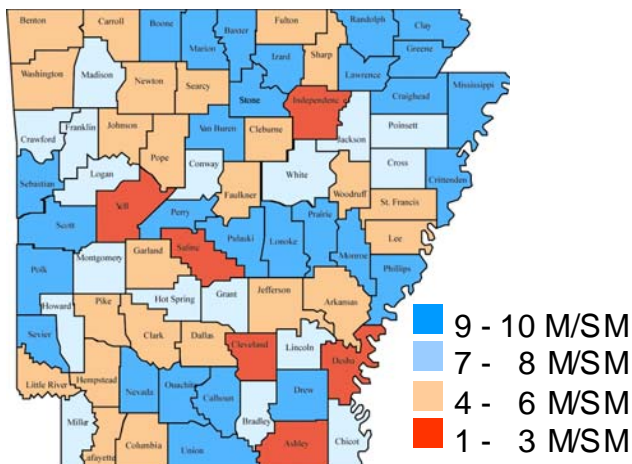 Benton Carroll Boone Baxter Fulton Randolph Clay
Marion Izard Sharp Greene
Washington Madison Newton Searcy Stone Lawrence Mississippi
Independenc e Craighead
Crawford Franklin Johnson Van Buren Cleburne Jackson Poinsett
Pope Conway White Cross
Sebastian Logan Faulkner Woodruff Crittenden
Yell Perry Prairie St. Francis
Scott Saline Pulaski Lonoke Monroe Lee
Polk Montgomery Garland Phillips
Howard Pike Hot Spring Grant Jefferson Arkansas
Sevier Clark Dallas Cleveland Lincoln Desha
Little River Hempstead Nevada Ouachita Calhoun Drew
Miller Bradley
Lafayette Columbia Union Ashley Chicot
9 - 10 M/SM
7 - 8 M/SM
4 - 6 M/SM
1 - 3 M/SM